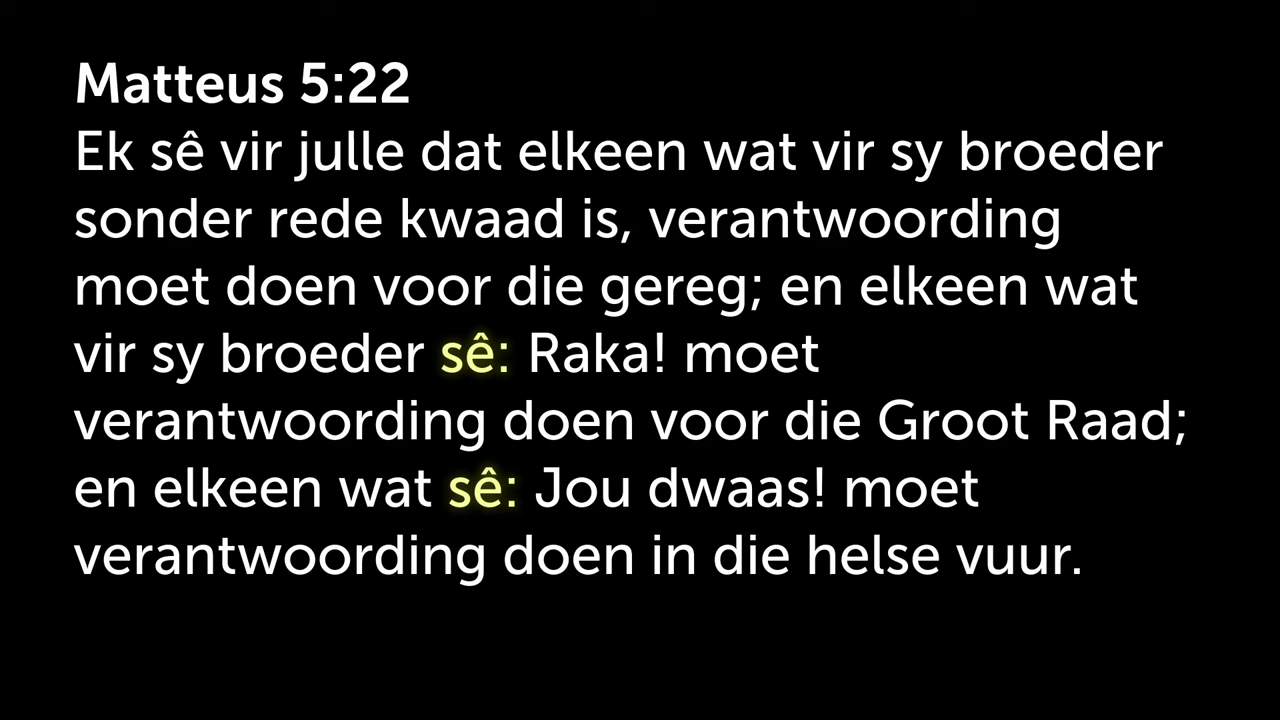 Matteus 5:22
Ek sê vir julle dat elkeen wat vir sy broeder
sonder rede kwaad is, verantwoording
moet doen voor die gereg; en elkeen wat
vir sy broeder sê: Raka! moet
verantwoording doen voor die Groot Raad;
en elkeen wat sê: Jou dwaas! moet
verantwoording doen in die helse vuur.